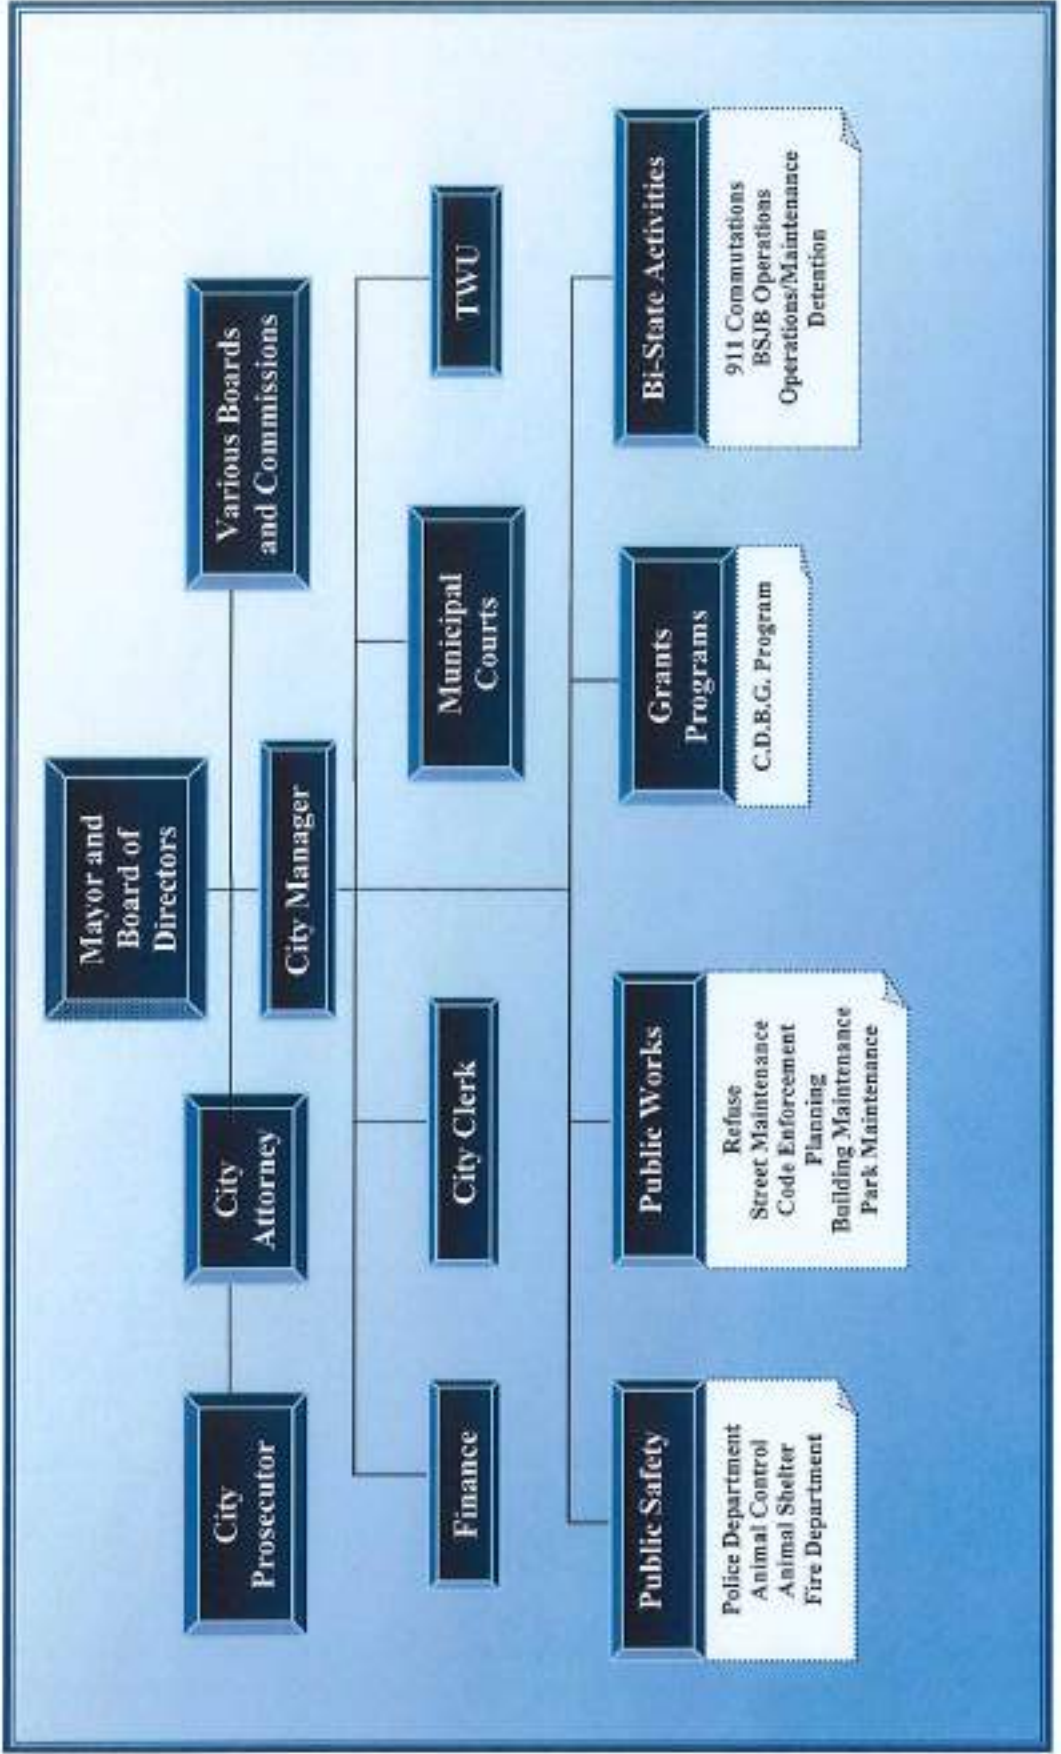 Mayor and
Board of
Directors
City
Prosecutor
City
Attorney
Various Boards
and Commissions
City Manager
Finance
City Clerk
Municipal
Courts
TWU
Public Safety
Police Department
Animal Control
Animal Shelter
Fire Department
Public Works
Refuse
Street Maintenance
Code Enforcement
Planning
Building Maintenance
Park Maintenance
Grants
Programs
C.D.B.G. Program
Bi-State Activities
911 Commutations
BSJB Operations
Operations/Maintenance
Detention